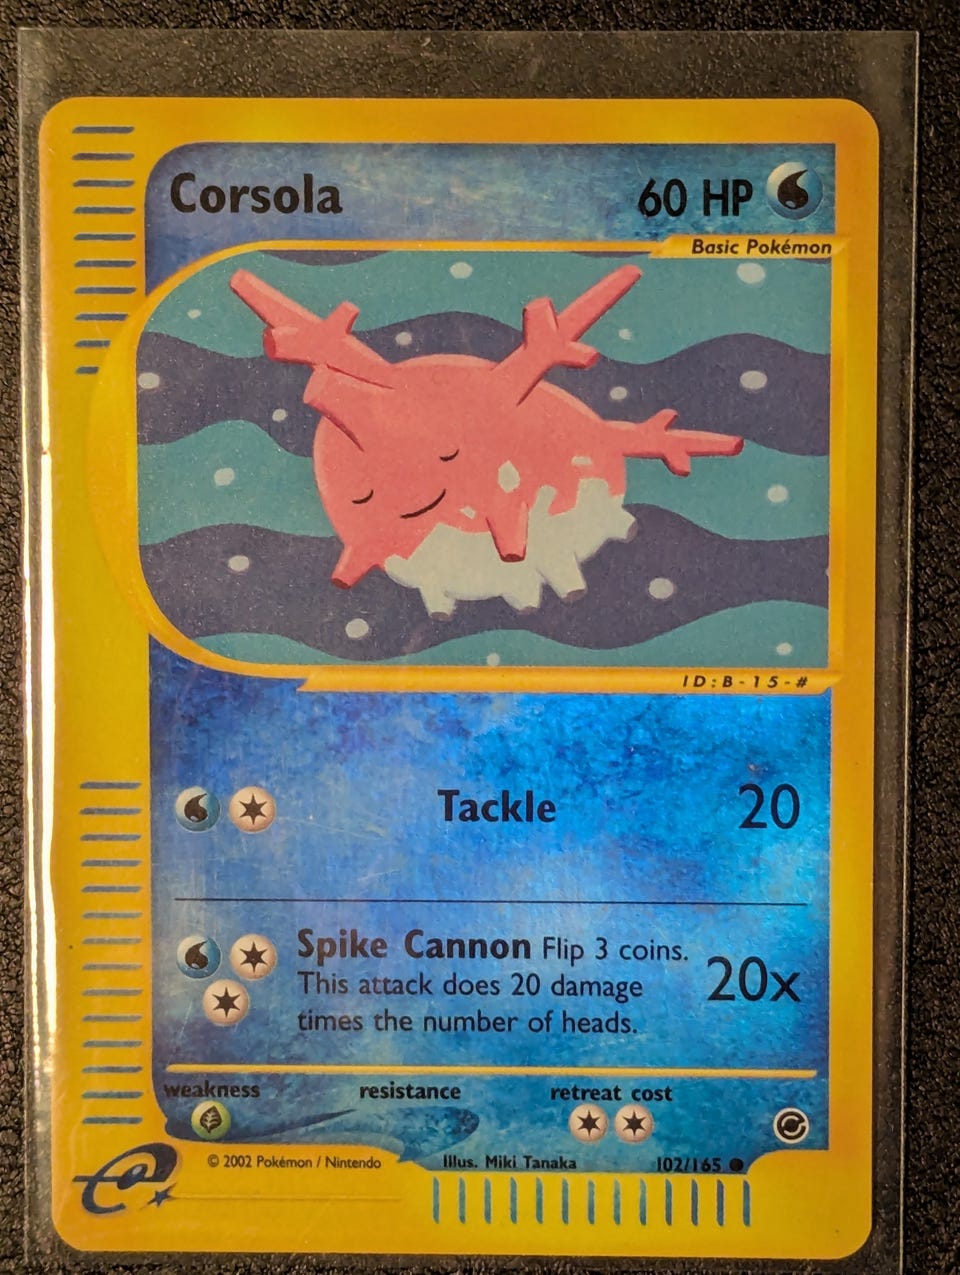 Corsola 60 HP
Basic Pokémon
ID:B-15-#
Tackle 20
Spike Cannon Flip 3 coins.
This attack does 20 damage
times the number of heads.
20x
weakness resistance retreat cost
© 2002 Pokémon / Nintendo Illus. Miki Tanaka 102/165
e